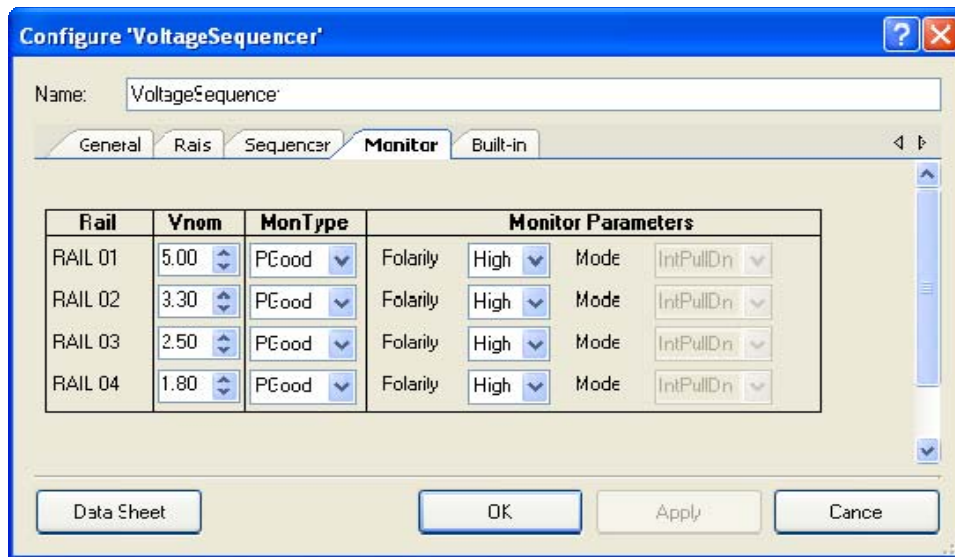 Configure 'VoltageSequencer'
Name: VoltageSequencer
General Rails Sequencer Monitor Built-in
Rail Vnom MonType Monitor Parameters
RAIL 01 5.00 PGood Polarity High Mode IntPullDn
RAIL 02 3.30 PGood Polarity High Mode IntPullDn
RAIL 03 2.50 PGood Polarity High Mode IntPullDn
RAIL 04 1.80 PGood Polarity High Mode IntPullDn
Data Sheet OK Apply Cancel